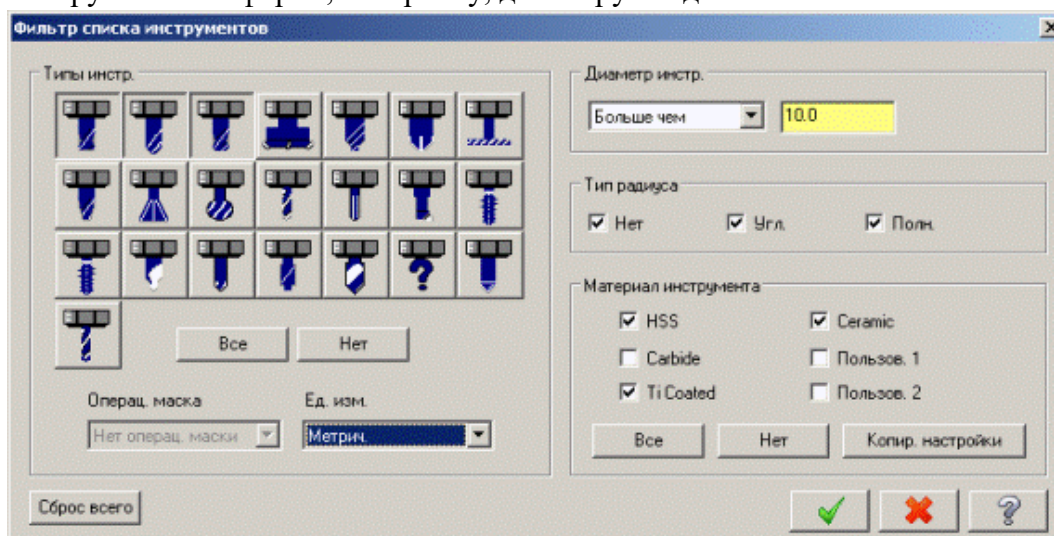 Фильтр списка инструментов
Типы инстр.
Все
Нет
Операц. маска
Ед. изм.
Нет операц. маски
Метрич.
Сброс всего
Диаметр инстр.
Больше чем
10.0
Тип радиуса
Нет
Угл.
Полн.
Материал инструмента
HSS
Ceramic
Carbide
Пользов. 1
Ti Coated
Пользов. 2
Все
Нет
Копир. настройки